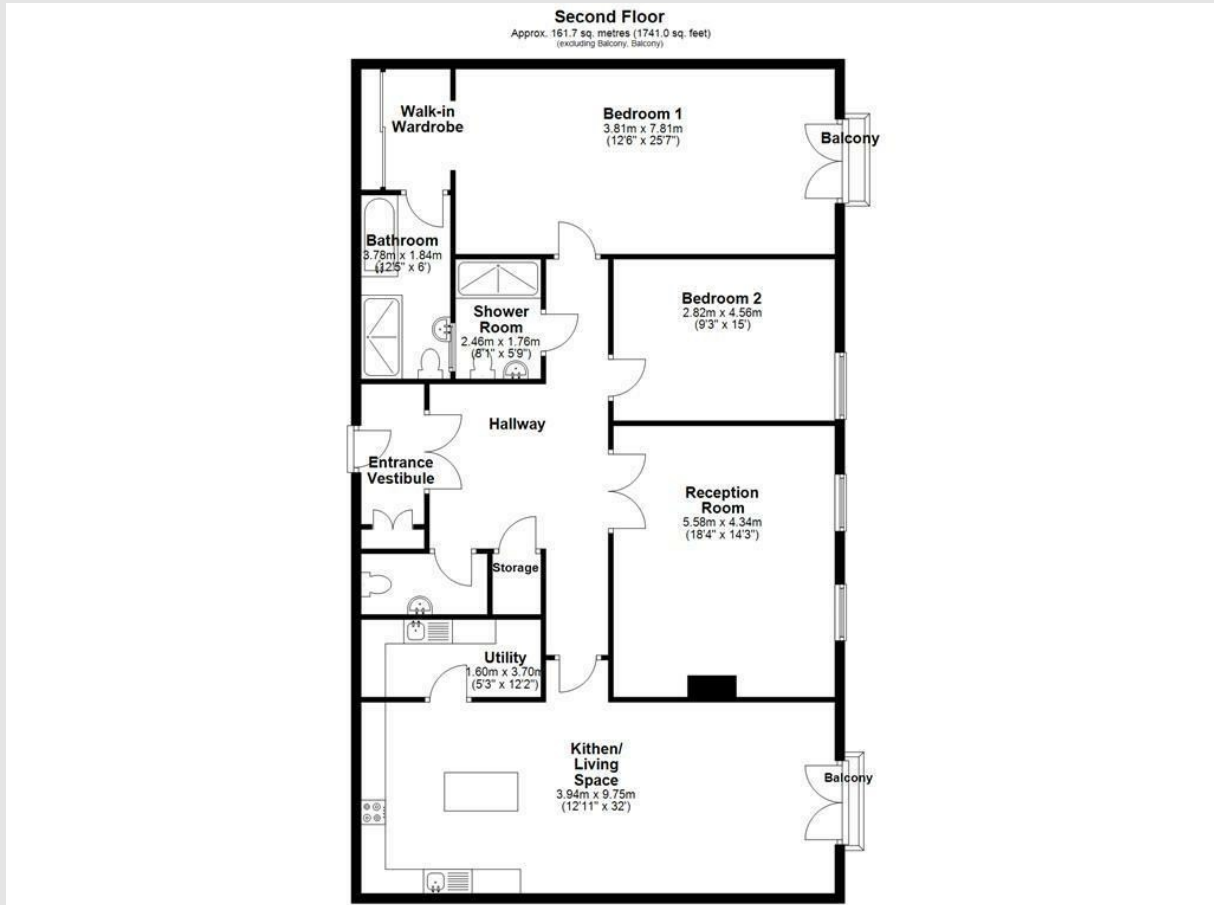 Second Floor
Approx. 161.7 sq. metres (1741.0 sq. feet)
(excluding Balcony, Balcony)
Walk-in
Wardrobe
Bedroom 1
3.81m x 7.81m
(12'6" x 25'7")
Balcony
Bathroom
3.78m x 1.84m
(12'5" x 6')
Shower
Room
2.46m x 1.76m
(8'1" x 5'9")
Bedroom 2
2.82m x 4.56m
(9'3" x 15')
Hallway
Entrance
Vestibule
Reception
Room
5.58m x 4.34m
(18'4" x 14'3")
Storage
Utility
1.60m x 3.70m
(5'3" x 12'2")
Kithen/
Living
Space
3.94m x 9.75m
(12'11" x 32')
Balcony